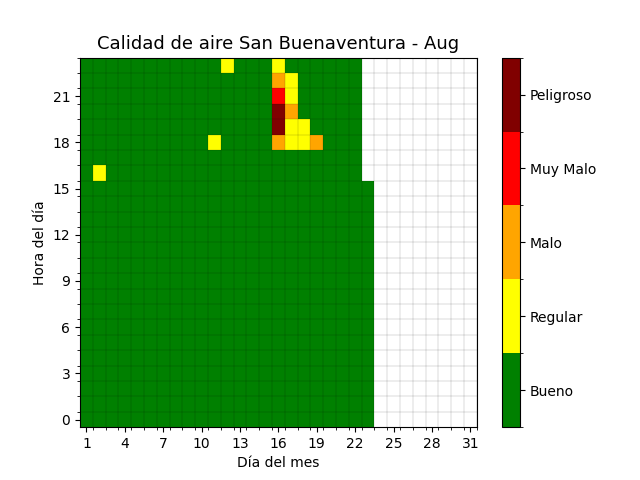 Calidad de aire San Buenaventura - Aug
Hora del día
21
18
15
12
9
6
3
0
1 4 7 10 13 16 19 22 25 28 31
Día del mes
Peligroso
Muy Malo
Malo
Regular
Bueno